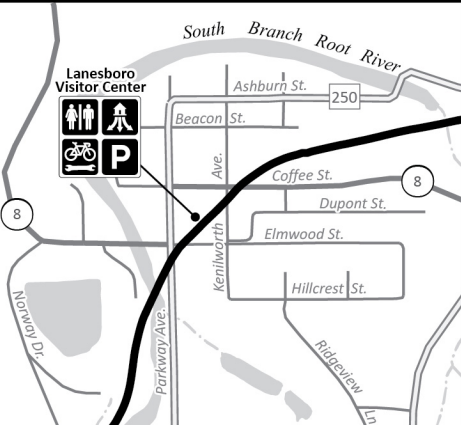 South Branch Root River
Lanesboro
Visitor Center
P
Ashburn St.
250
Beacon St.
Ave.
Coffee St.
8
8
Dupont St.
Elmwood St.
Kenilworth
Hillcrest St.
Norway Dr.
Parkway Ave.
Ridgeview
Ln